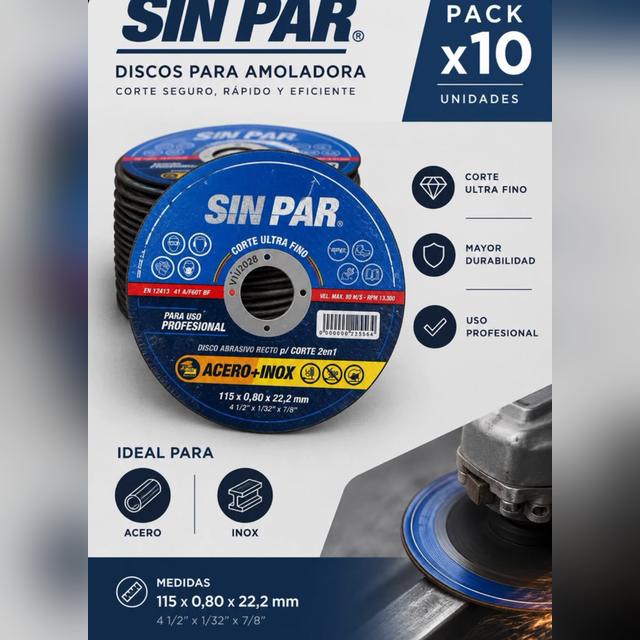 SIN PAR®
DISCOS PARA AMOLADORA
CORTE SEGURO, RÁPIDO Y EFICIENTE
PACK
x10
UNIDADES
SIN PAR
SIN PAR®
CORTE ULTRA FINO
V11/2028
EN 12413 41 A/F60T BF
VEL. MAX. 80 M/S - RPM 13.300
PARA USO
PROFESIONAL
DISCO ABRASIVO RECTO p/ CORTE 2en1
ACERO+INOX
115 x 0,80 x 22,2 mm
4 1/2" x 1/32" x 7/8"
CORTE
ULTRA FINO
MAYOR
DURABILIDAD
USO
PROFESIONAL
IDEAL PARA
ACERO
INOX
MEDIDAS
115 x 0,80 x 22,2 mm
4 1/2" x 1/32" x 7/8"